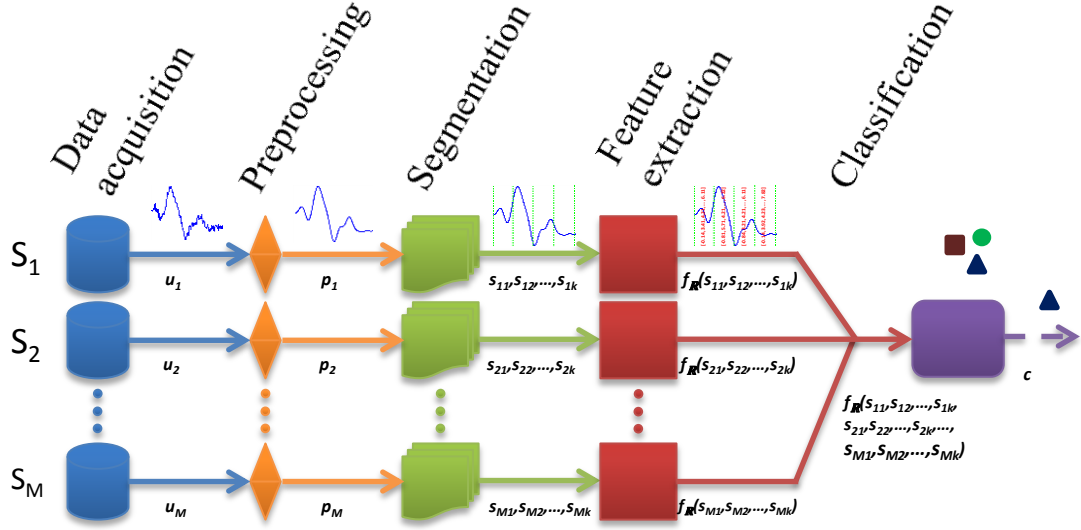 Data
acquisition
Preprocessing
Segmentation
Feature
extraction
Classification
S1
u1
p1
s11,s12,...,s1k
fℝ(s11,s12,...,s1k)
S2
u2
p2
s21,s22,...,s2k
fℝ(s21,s22,...,s2k)
c
fℝ(s11,s12,...,s1k,
s21,s22,...,s2k,...,
sM1,sM2,...,sMk)
SM
uM
pM
sM1,sM2,...,sMk
fℝ(sM1,sM2,...,sMk)